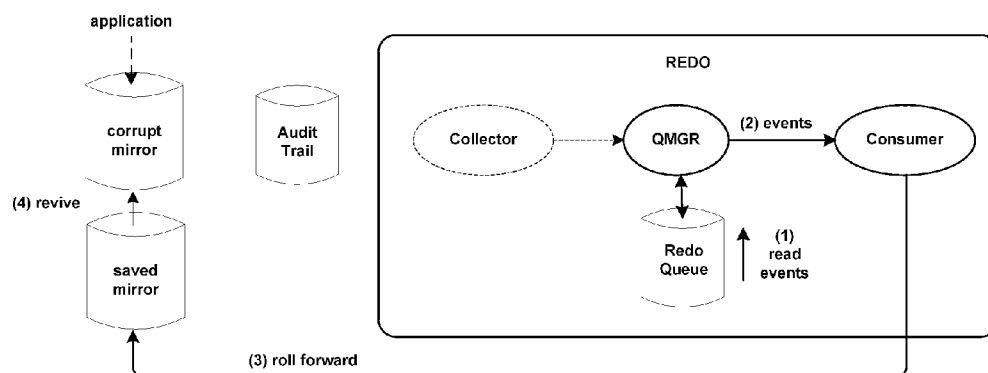 application
REDO
corrupt
mirror
Audit
Trail
Collector
QMGR
(2) events
Consumer
(4) revive
saved
mirror
Redo
Queue
(1)
read
events
(3) roll forward